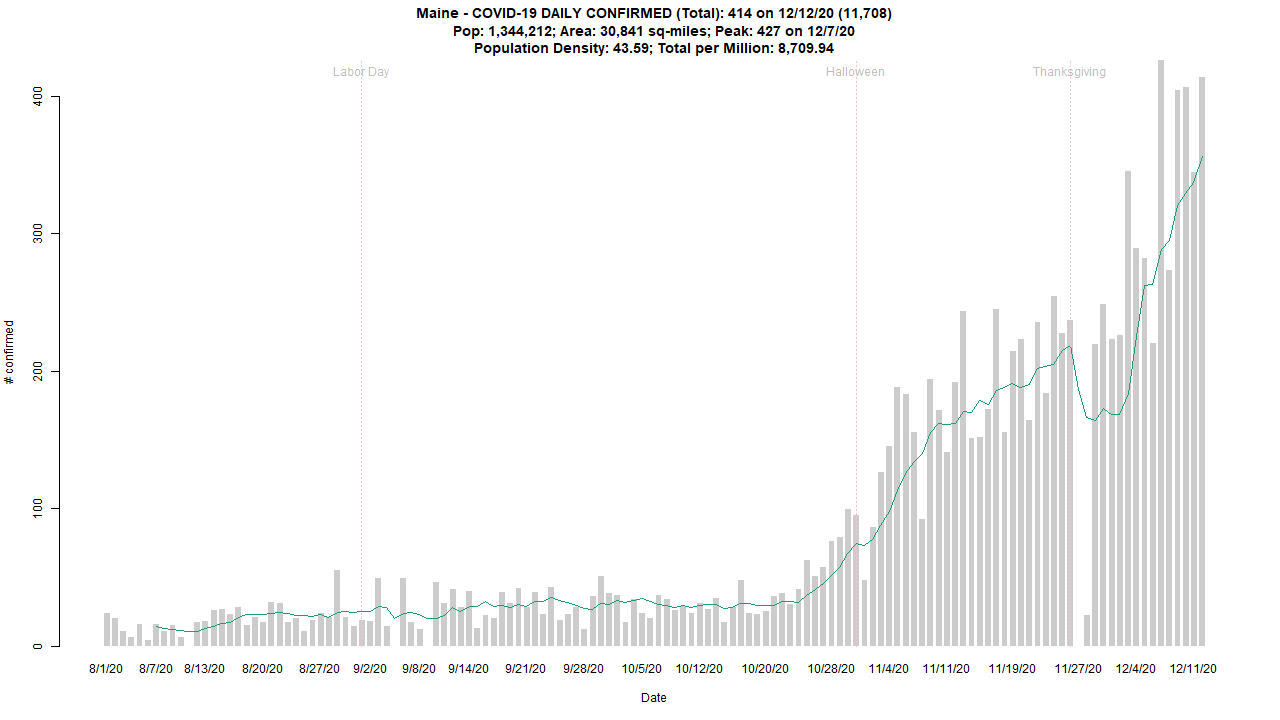 Maine - COVID-19 DAILY CONFIRMED (Total): 414 on 12/12/20 (11,708)
Pop: 1,344,212; Area: 30,841 sq-miles; Peak: 427 on 12/7/20
Population Density: 43.59; Total per Million: 8,709.94
Labor Day Halloween Thanksgiving
400
300
200
100
0
# confirmed
8/1/20 8/7/20 8/13/20 8/20/20 8/27/20 9/2/20 9/8/20 9/14/20 9/21/20 9/28/20 10/5/20 10/12/20 10/20/20 10/28/20 11/4/20 11/11/20 11/19/20 11/27/20 12/4/20 12/11/20
Date